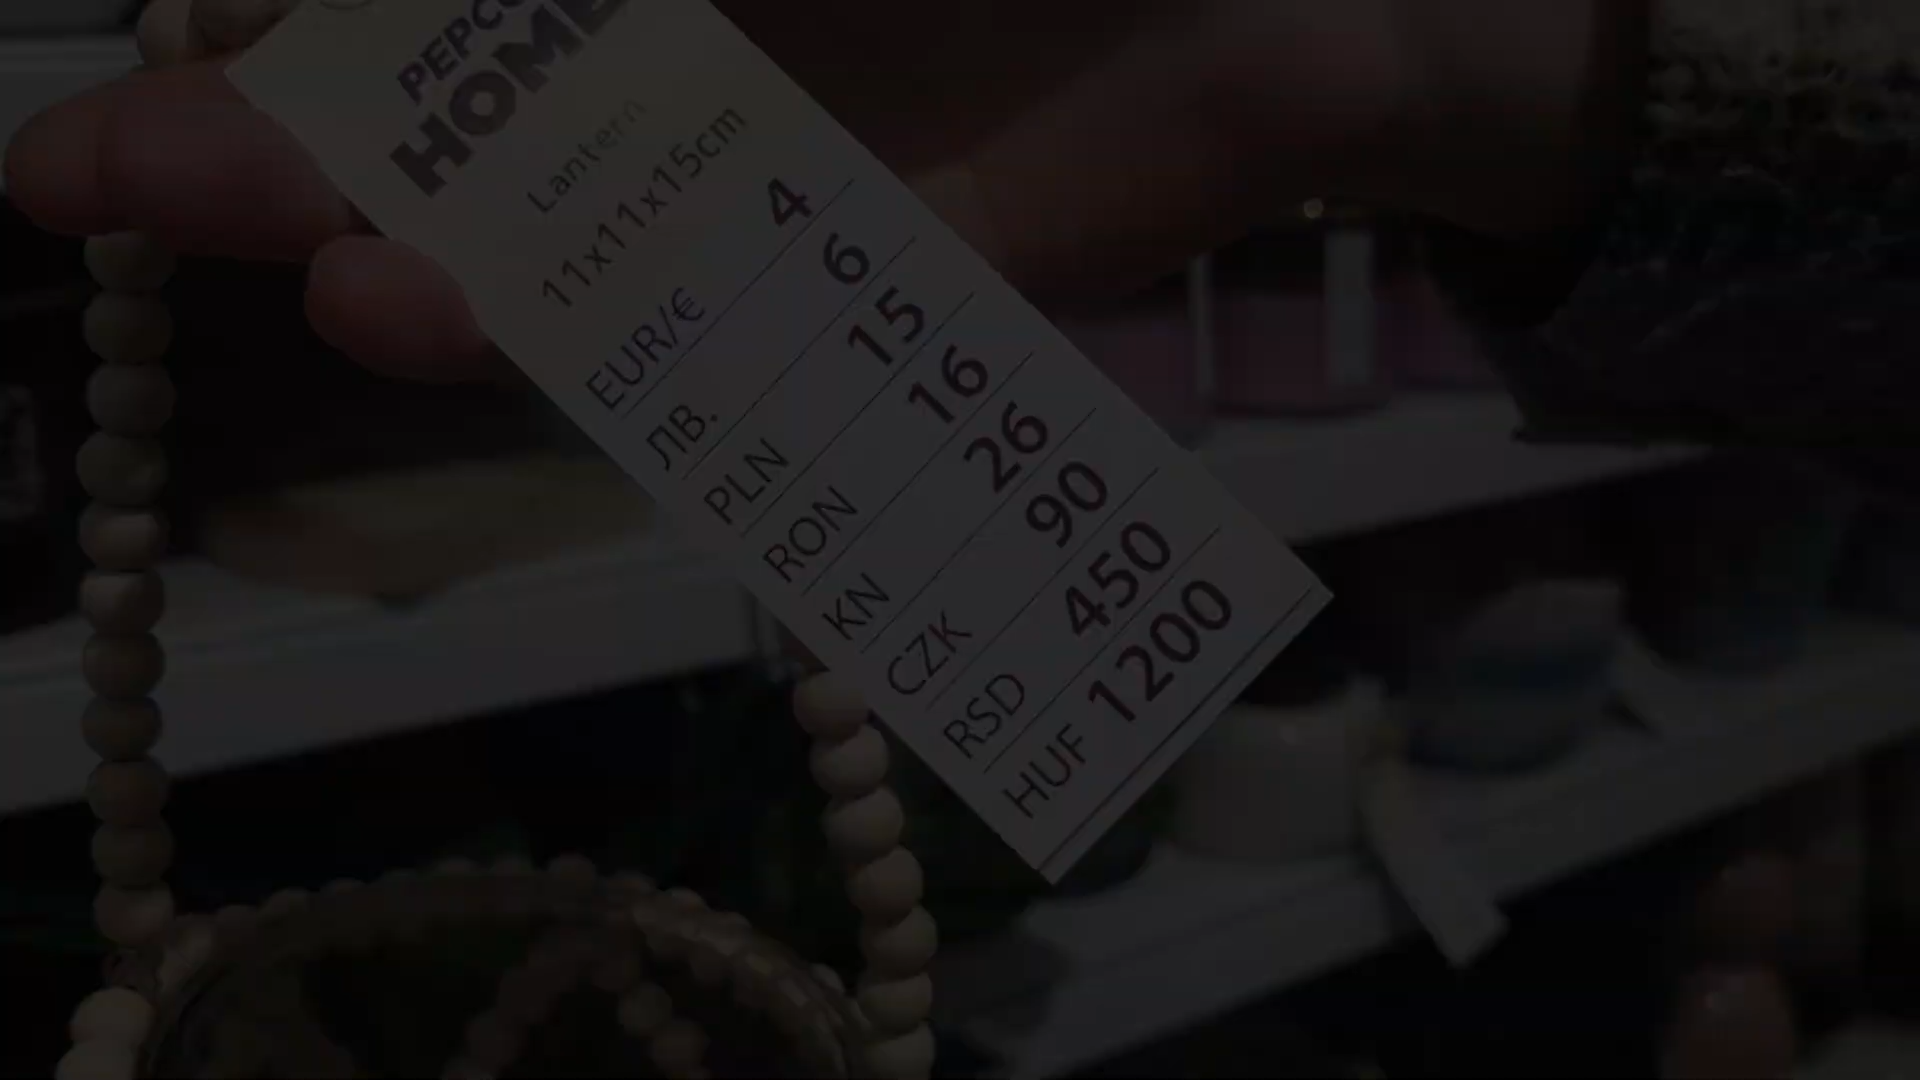 PEPCO
HOME
Lantern
11x11x15cm
EUR/€ 4
ЛВ. 6
PLN 15
RON 16
KN 26
CZK 90
RSD 450
HUF 1200